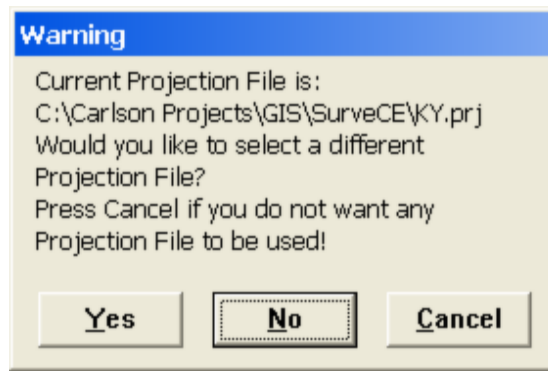 Warning
Current Projection File is:
C:\Carlson Projects\GIS\SurveCE\KY.prj
Would you like to select a different
Projection File?
Press Cancel if you do not want any
Projection File to be used!
Yes No Cancel